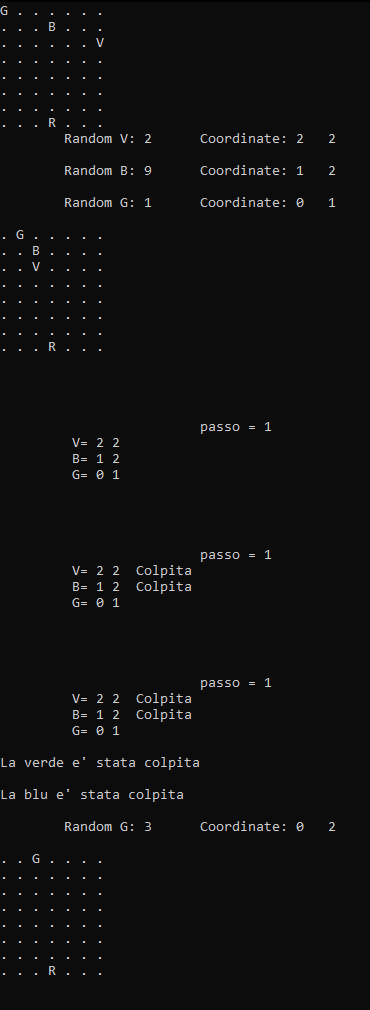 G . . . . . .
. . . B . . .
. . . . . . V
. . . . . . .
. . . . . . .
. . . . . . .
. . . . . . .
. . . R . . .
Random V: 2 Coordinate: 2 2
Random B: 9 Coordinate: 1 2
Random G: 1 Coordinate: 0 1
. G . . . . .
. . B . . . .
. . V . . . .
. . . . . . .
. . . . . . .
. . . . . . .
. . . . . . .
. . . R . . .
passo = 1
V= 2 2
B= 1 2
G= 0 1
passo = 1
V= 2 2 Colpita
B= 1 2 Colpita
G= 0 1
passo = 1
V= 2 2 Colpita
B= 1 2 Colpita
G= 0 1
La verde e' stata colpita
La blu e' stata colpita
Random G: 3 Coordinate: 0 2
. . G . . . .
. . . . . . .
. . . . . . .
. . . . . . .
. . . . . . .
. . . . . . .
. . . . . . .
. . . R . . .